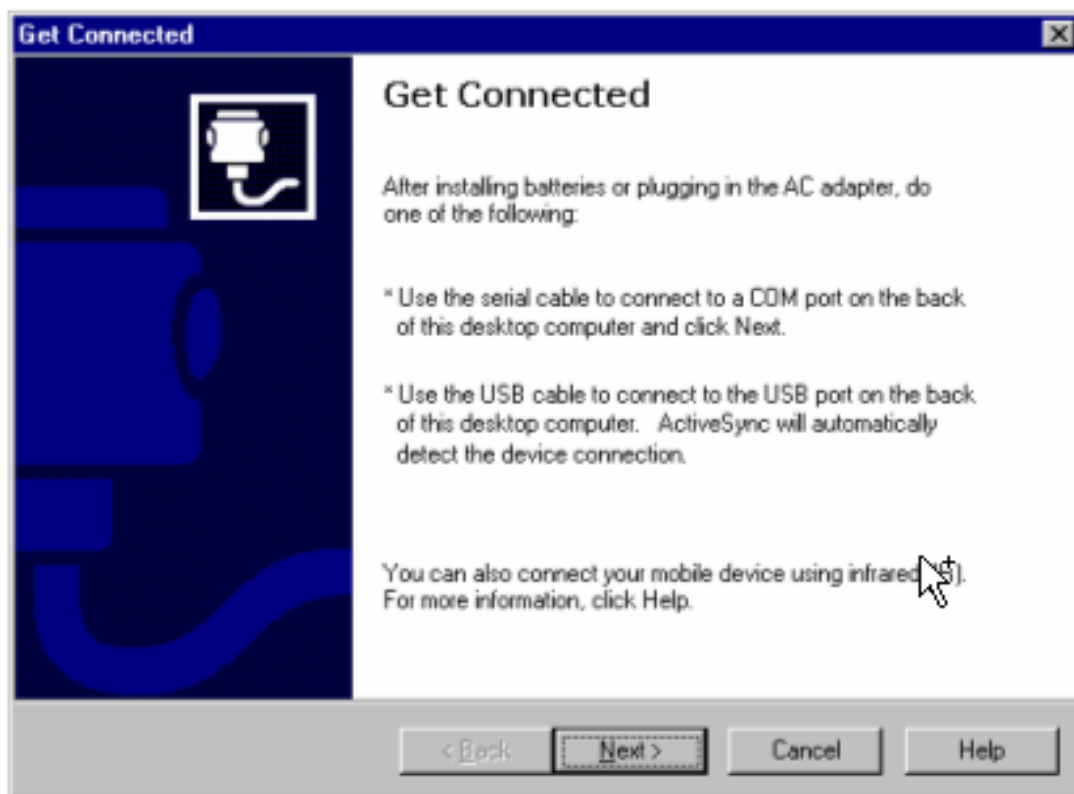 Get Connected
Get Connected
After installing batteries or plugging in the AC adapter, do
one of the following:
* Use the serial cable to connect to a COM port on the back
of this desktop computer and click Next.
* Use the USB cable to connect to the USB port on the back
of this desktop computer. ActiveSync will automatically
detect the device connection.
You can also connect your mobile device using infrared
For more information, click Help.
< Back
Next >
Cancel
Help